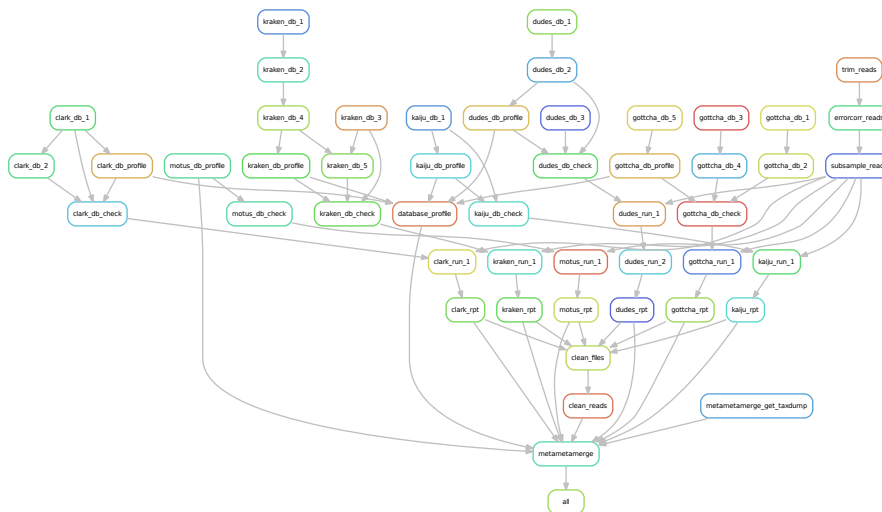 kraken_db_1
dudes_db_1
kraken_db_2
dudes_db_2
trim_reads
clark_db_1
kraken_db_4
kraken_db_3
kaiju_db_1
dudes_db_profile
dudes_db_3
gottcha_db_5
gottcha_db_3
gottcha_db_1
errorcorr_reads
clark_db_2
clark_db_profile
motus_db_profile
kraken_db_profile
kraken_db_5
kaiju_db_profile
dudes_db_check
gottcha_db_profile
gottcha_db_4
gottcha_db_2
subsample_read
clark_db_check
motus_db_check
kraken_db_check
database_profile
kaiju_db_check
dudes_run_1
gottcha_db_check
clark_run_1
kraken_run_1
motus_run_1
dudes_run_2
gottcha_run_1
kaiju_run_1
clark_rpt
kraken_rpt
motus_rpt
dudes_rpt
gottcha_rpt
kaiju_rpt
clean_files
clean_reads
metametamerge_get_taxdump
metametamerge
all